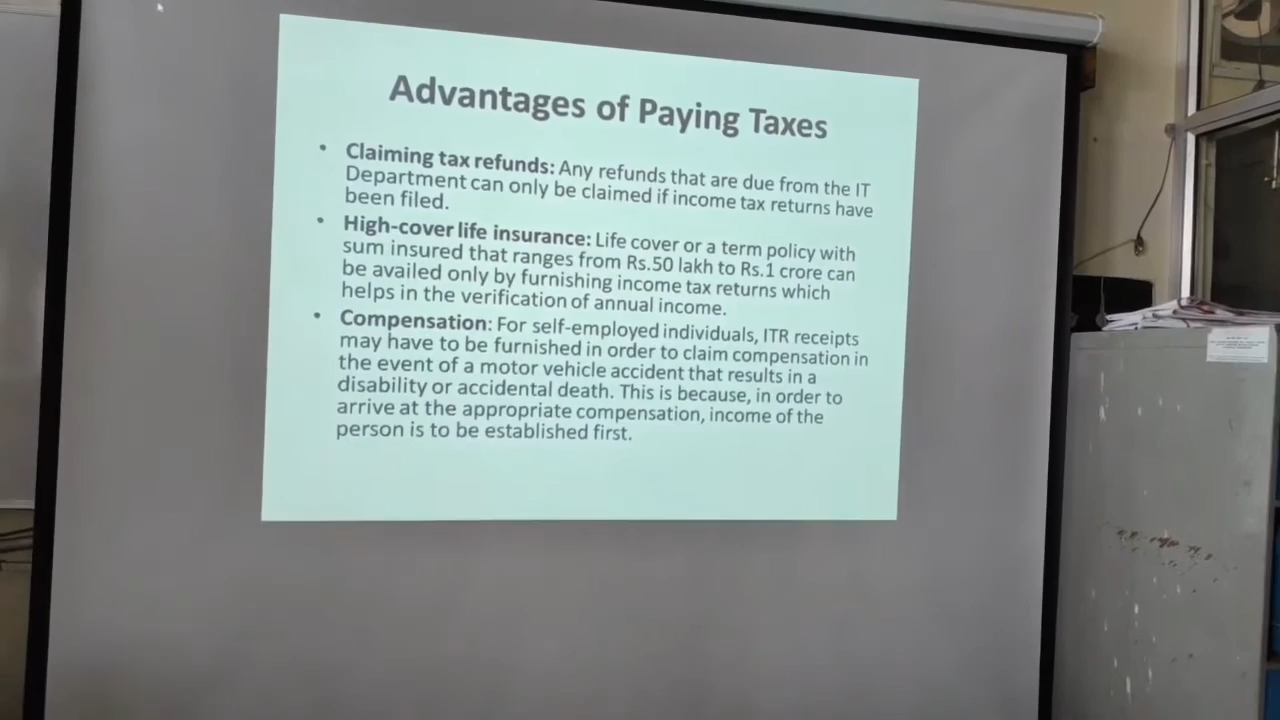 Advantages of Paying Taxes
• Claiming tax refunds: Any refunds that are due from the IT
Department can only be claimed if income tax returns have
been filed.
• High-cover life insurance: Life cover or a term policy with
sum insured that ranges from Rs.50 lakh to Rs.1 crore can
be availed only by furnishing income tax returns which
helps in the verification of annual income.
• Compensation: For self-employed individuals, ITR receipts
may have to be furnished in order to claim compensation in
the event of a motor vehicle accident that results in a
disability or accidental death. This is because, in order to
arrive at the appropriate compensation, income of the
person is to be established first.